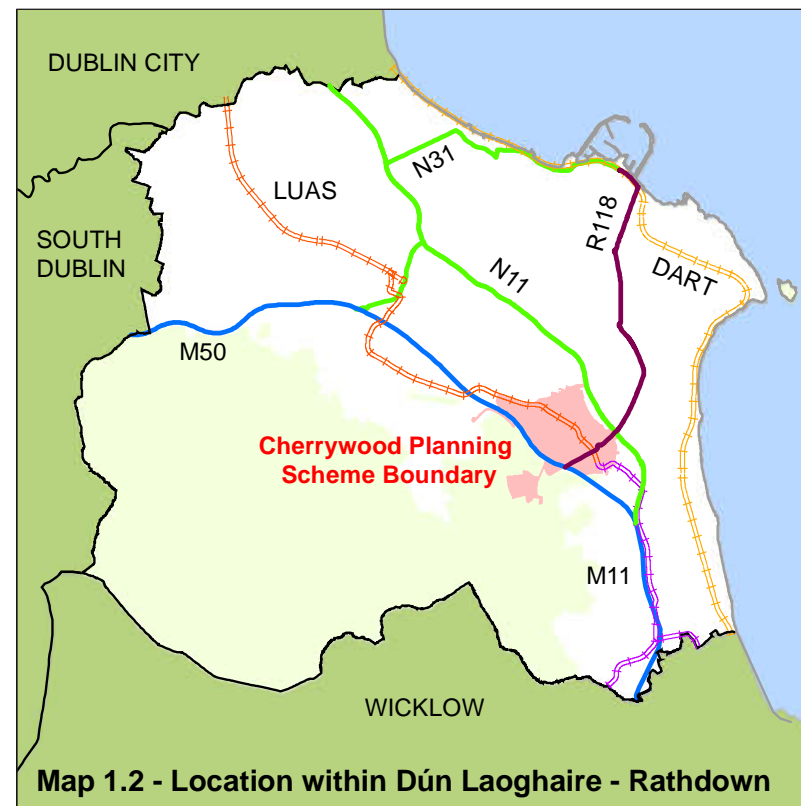 DUBLIN CITY
N31
LUAS
R118
SOUTH
DUBLIN
N11
DART
M50
Cherrywood Planning
Scheme Boundary
M11
WICKLOW
Map 1.2 - Location within Dún Laoghaire - Rathdown